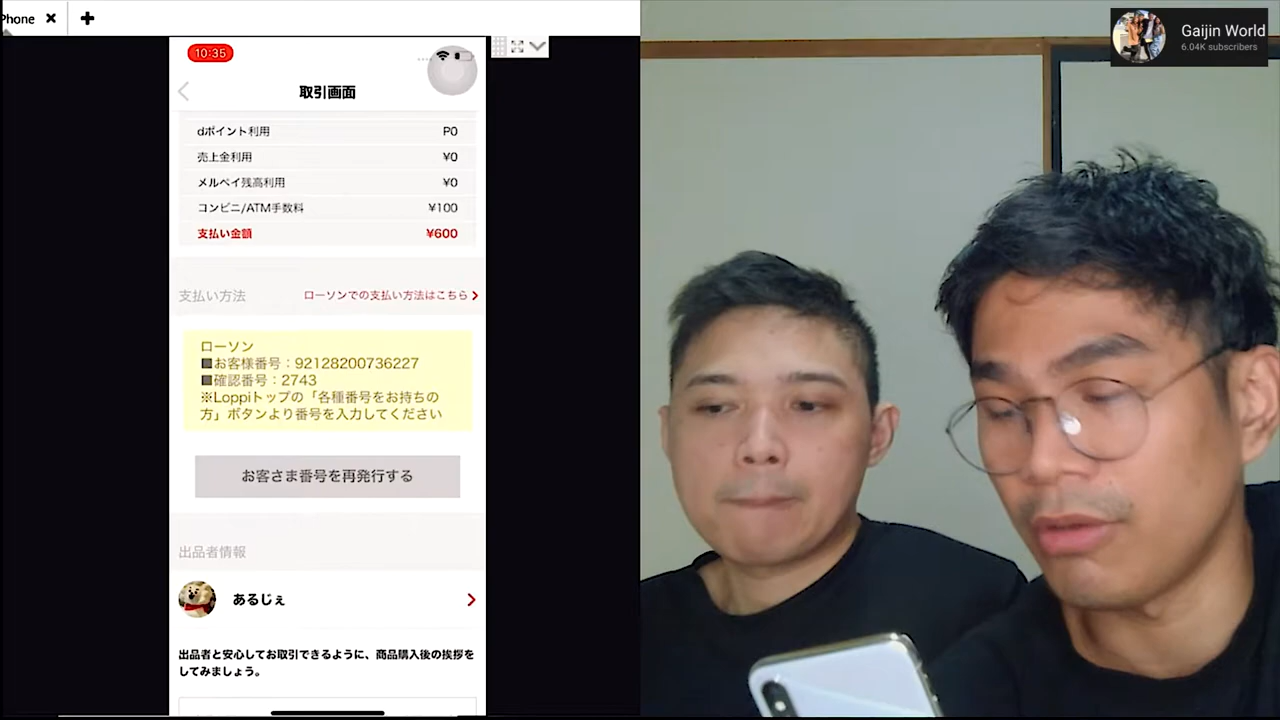 Phone
10:35
取引画面
dポイント利用 P0
売上金利用 ¥0
メルペイ残高利用 ¥0
コンビニ/ATM手数料 ¥100
支払い金額 ¥600
支払い方法 ローソンでの支払い方法はこちら
ローソン
■お客様番号：92128200736227
■確認番号：2743
※Loppiトップの「各種番号をお持ちの
方」ボタンより番号を入力してください
お客さま番号を再発行する
出品者情報
あるじぇ
出品者と安心してお取引できるように、商品購入後の挨拶を
してみましょう。
Gaijin World
6.04K subscribers